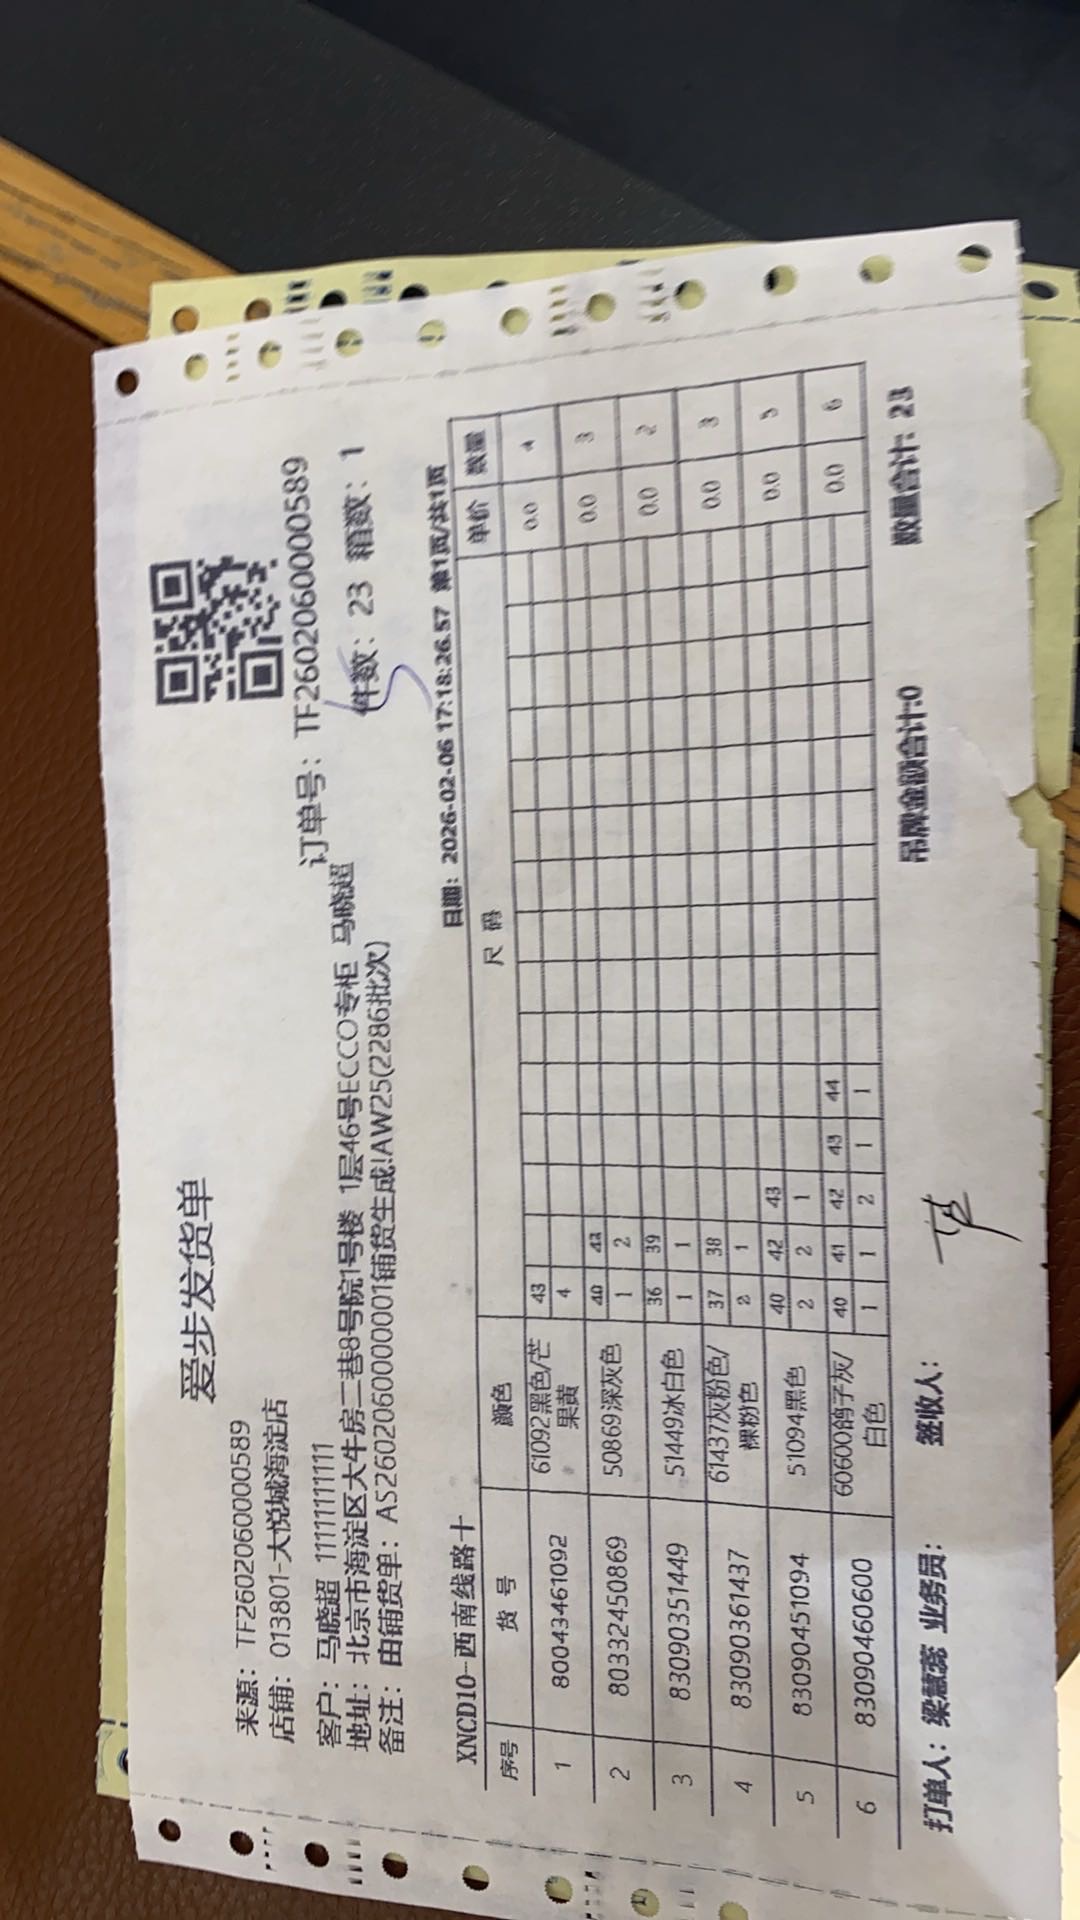 爱步发货单
来源：TF260206000589
店铺：013801-大悦城海淀店
订单号：TF260206000589
客户：马晓超 11111111111
件数：23 箱数：1
地址：北京市海淀区大牛房二巷8号院1号楼 1层46号ECCO专柜 马晓超
备注：由铺货单：AS260206000001铺货生成!AW25(2286批次)
XNCD10-西南线路十 日期：2026-02-06 17:18:26.57 第1页/共1页
序号 货 号 颜色 尺 码 单价 数量
1 80043461092 61092黑色/芒果黄 43 0.0 4
4
2 80332450869 50869深灰色 40 42 0.0 3
1 2
3 83090351449 51449冰白色 36 39 0.0 2
1 1
4 83090361437 61437灰粉色/裸粉色 37 38 0.0 3
2 1
5 83090451094 51094黑色 40 42 43 0.0 5
2 2 1
6 83090460600 60600鸽子灰/白色 40 41 42 43 44 0.0 6
1 1 2 1 1
吊牌金额合计:0 数量合计: 23
打单人：梁慧蕊 业务员： 签收人：